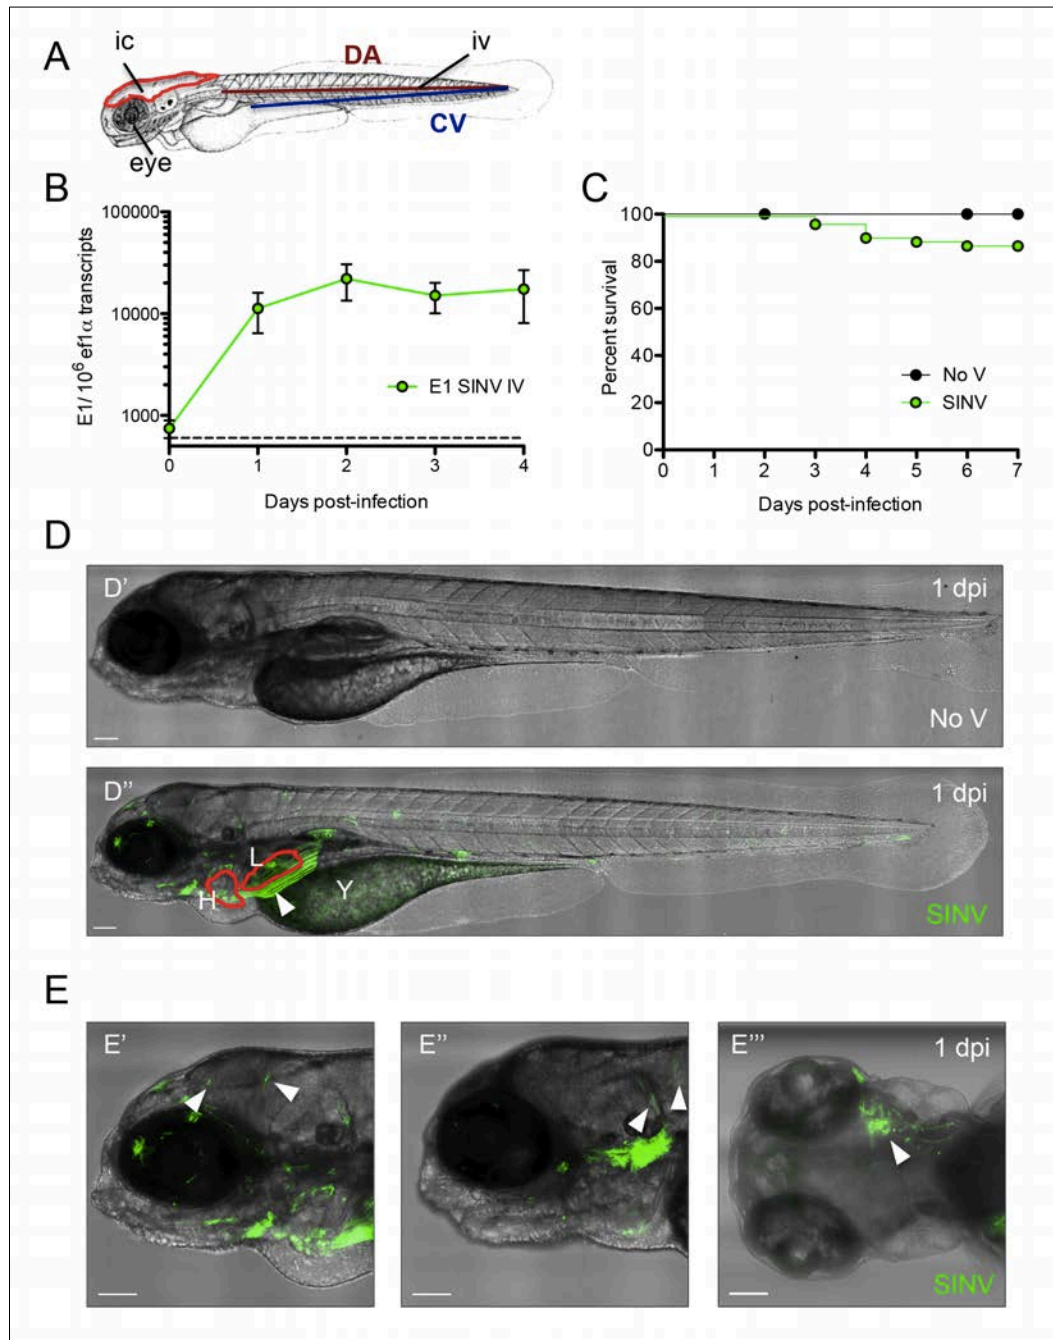 A
ic
DA
iv
eye
CV
B
E1/ 10⁶ ef1α transcripts
100000
10000
1000
0 1 2 3 4
Days post-infection
E1 SINV IV
C
Percent survival
100
80
60
40
20
0
0 1 2 3 4 5 6 7
Days post-infection
No V
SINV
D
D' 1 dpi
No V
D'' 1 dpi
L
H
Y
SINV
E
E'
E''
E''' 1 dpi
SINV